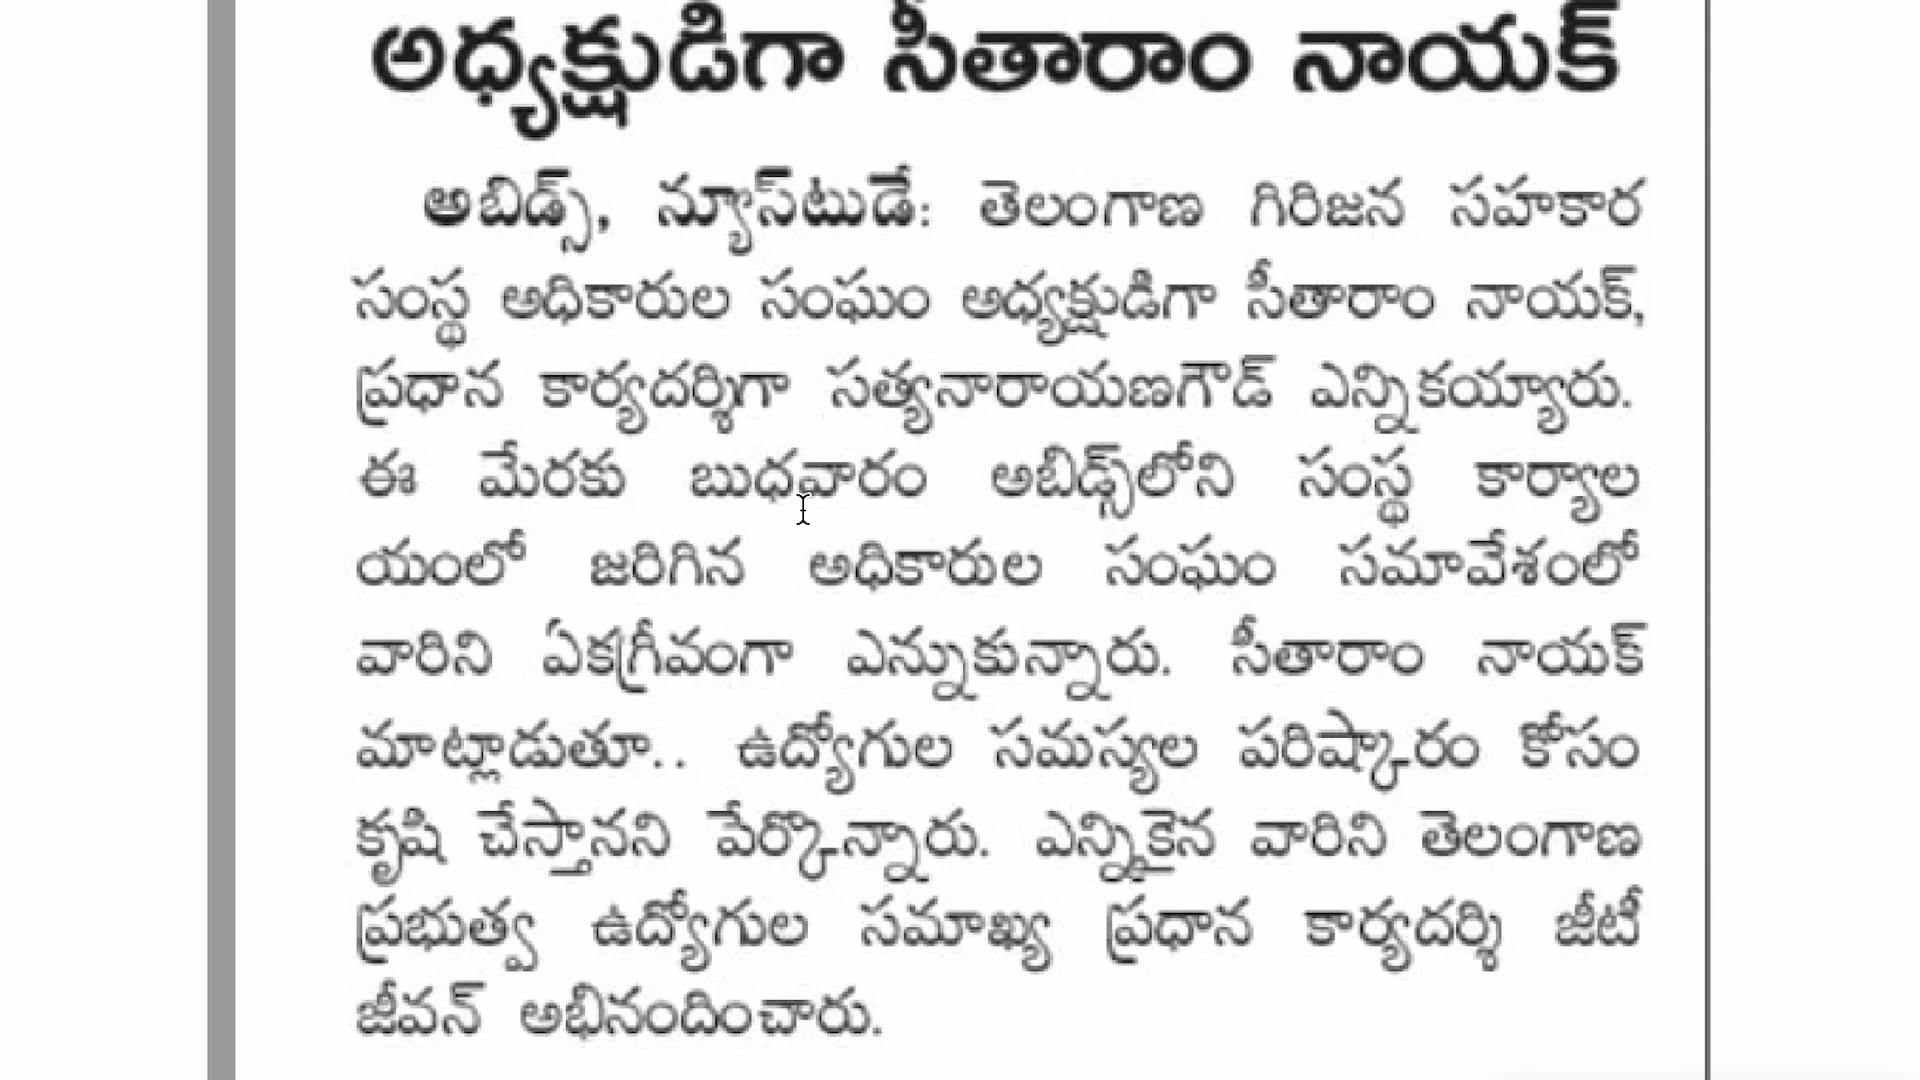 అధ్యక్షుడిగా సీతారాం నాయక్
అబిడ్స్, న్యూస్‌టుడే: తెలంగాణ గిరిజన సహకార
సంస్థ అధికారుల సంఘం అధ్యక్షుడిగా సీతారాం నాయక్,
ప్రధాన కార్యదర్శిగా సత్యనారాయణగౌడ్ ఎన్నికయ్యారు.
ఈ మేరకు బుధవారం అబిడ్స్‌లోని సంస్థ కార్యాల
యంలో జరిగిన అధికారుల సంఘం సమావేశంలో
వారిని ఏకగ్రీవంగా ఎన్నుకున్నారు. సీతారాం నాయక్
మాట్లాడుతూ.. ఉద్యోగుల సమస్యల పరిష్కారం కోసం
కృషి చేస్తానని పేర్కొన్నారు. ఎన్నికైన వారిని తెలంగాణ
ప్రభుత్వ ఉద్యోగుల సమాఖ్య ప్రధాన కార్యదర్శి జీటీ
జీవన్ అభినందించారు.